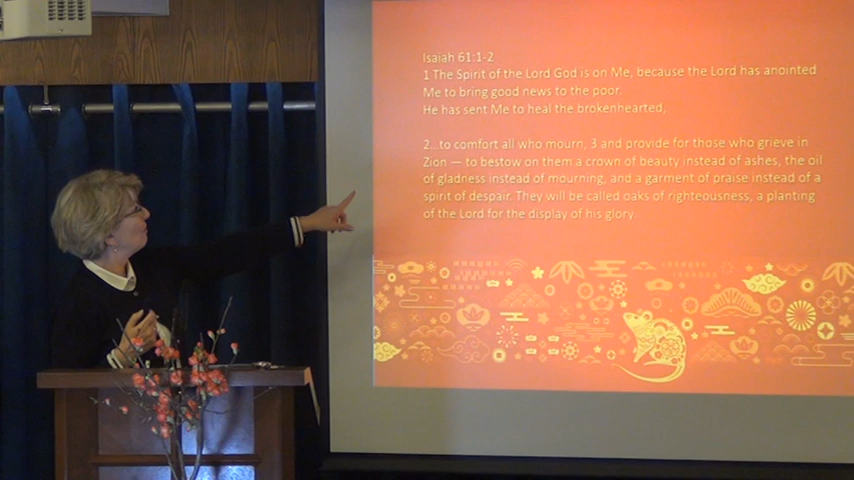 Isaiah 61:1-2
1 The Spirit of the Lord God is on Me, because the Lord has anointed
Me to bring good news to the poor.
He has sent Me to heal the brokenhearted,
2...to comfort all who mourn, 3 and provide for those who grieve in
Zion — to bestow on them a crown of beauty instead of ashes, the oil
of gladness instead of mourning, and a garment of praise instead of a
spirit of despair. They will be called oaks of righteousness, a planting
of the Lord for the display of his glory.